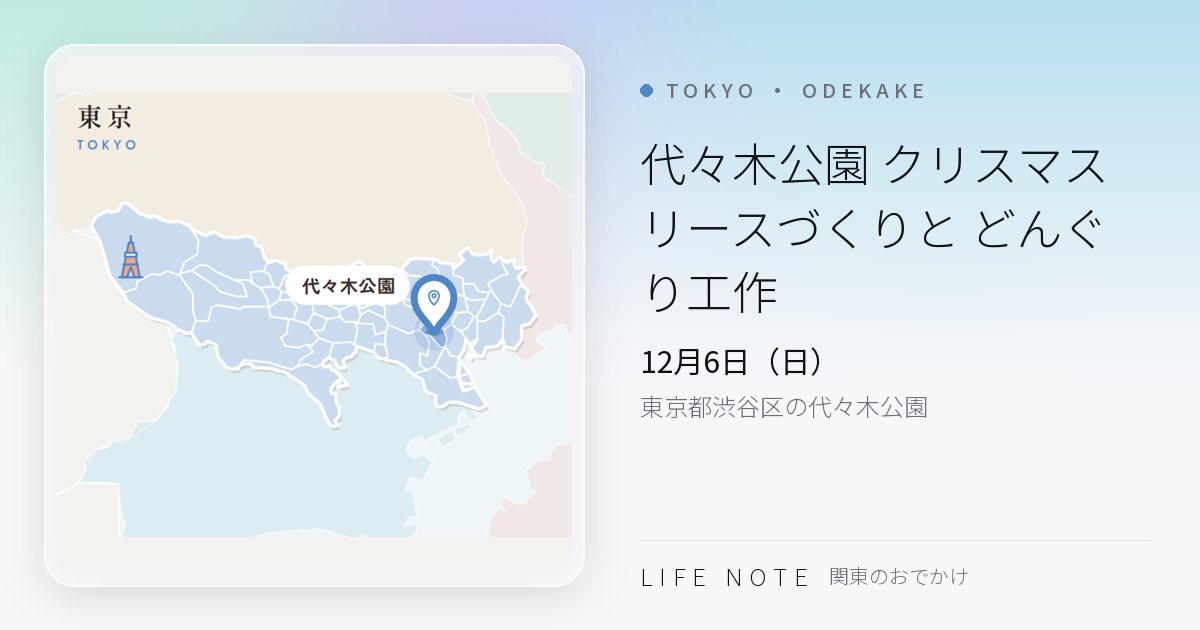 東京
TOKYO
代々木公園
TOKYO • ODEKAKE
代々木公園 クリスマス
リースづくりと どんぐ
り工作
12月6日（日）
東京都渋谷区の代々木公園
LIFE NOTE 関東のおでかけ